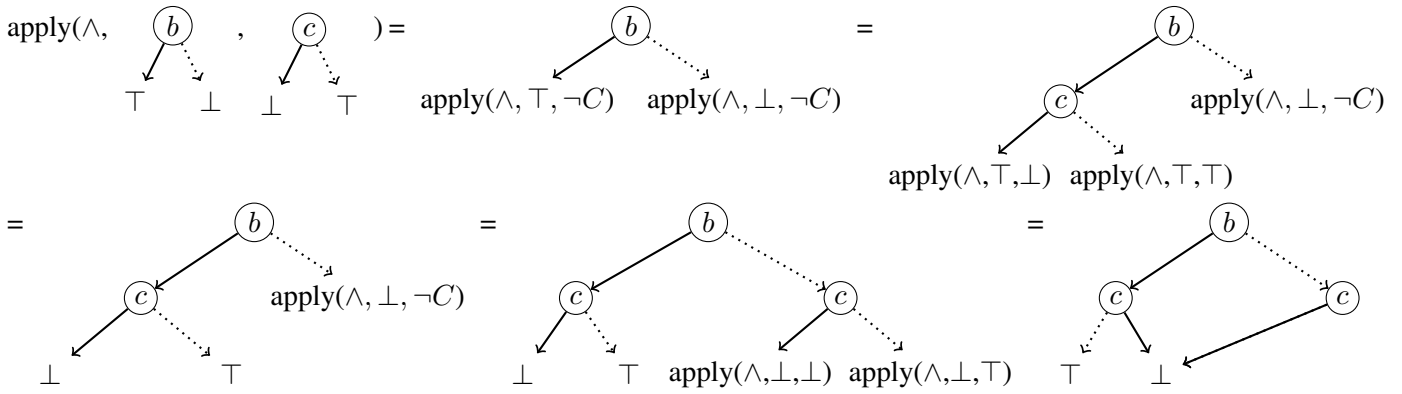 apply(∧, b , c ) = b = b
⊤ ⊥ ⊥ ⊤ apply(∧, ⊤, ¬C) apply(∧, ⊥, ¬C) c apply(∧, ⊥, ¬C)
apply(∧,⊤,⊥) apply(∧,⊤,⊤)
= b = b = b
c apply(∧, ⊥, ¬C) c c c c
⊥ ⊤ ⊥ ⊤ apply(∧,⊥,⊥) apply(∧,⊥,⊤) ⊤ ⊥